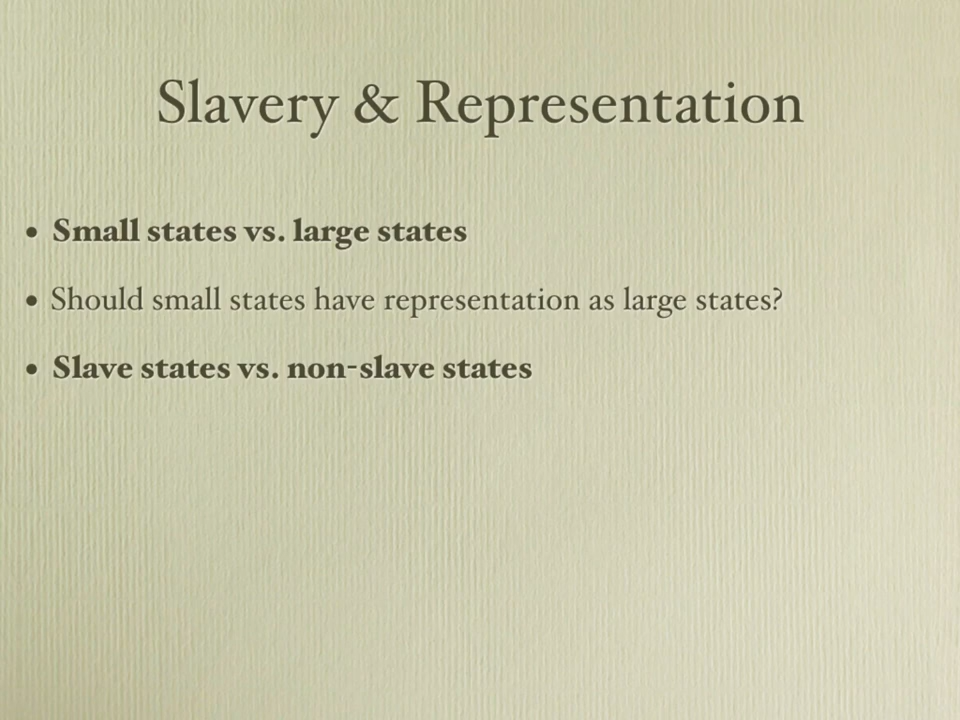 Slavery & Representation
• Small states vs. large states
• Should small states have representation as large states?
• Slave states vs. non-slave states